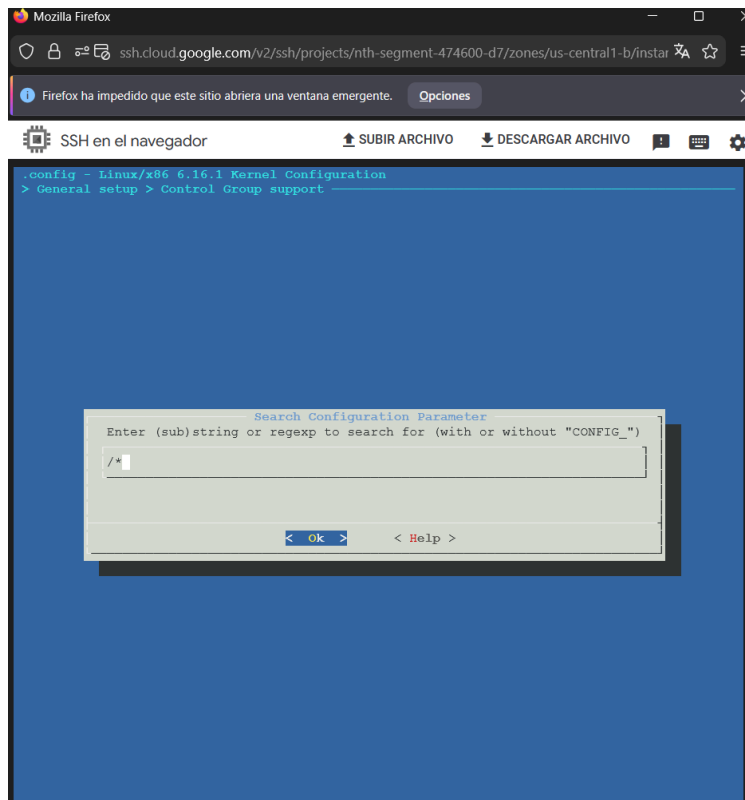 Mozilla Firefox
ssh.cloud.google.com/v2/ssh/projects/nth-segment-474600-d7/zones/us-central1-b/instar
Firefox ha impedido que este sitio abriera una ventana emergente. Opciones
SSH en el navegador SUBIR ARCHIVO DESCARGAR ARCHIVO
.config - Linux/x86 6.16.1 Kernel Configuration
> General setup > Control Group support
Search Configuration Parameter
Enter (sub)string or regexp to search for (with or without "CONFIG_")
/*
< Ok > < Help >